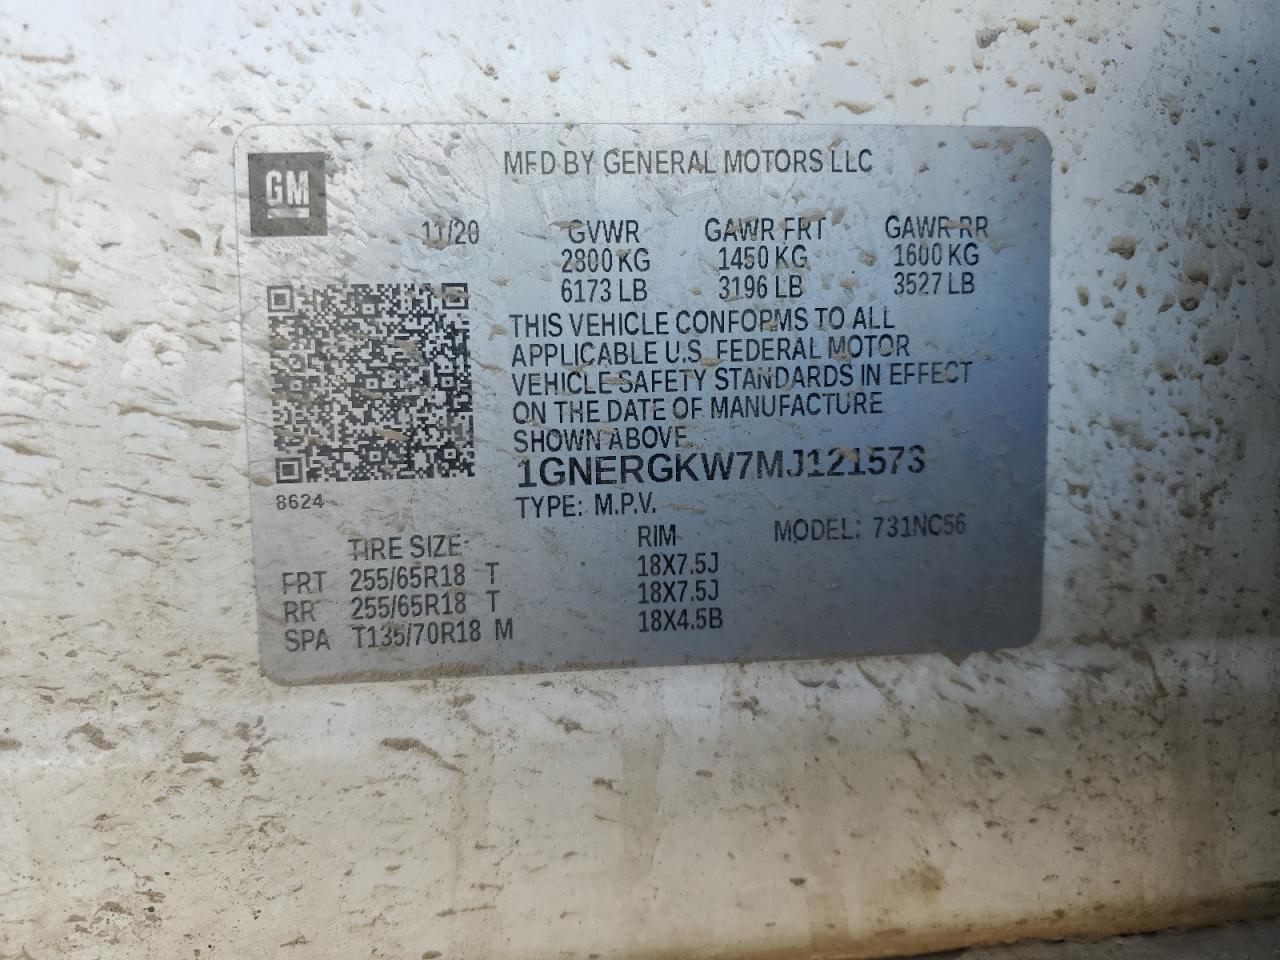 GM
MFD BY GENERAL MOTORS LLC
11/20 GVWR GAWR FRT GAWR RR
2800 KG 1450 KG 1600 KG
6173 LB 3196 LB 3527 LB
THIS VEHICLE CONFORMS TO ALL
APPLICABLE U.S. FEDERAL MOTOR
VEHICLE SAFETY STANDARDS IN EFFECT
ON THE DATE OF MANUFACTURE
SHOWN ABOVE
1GNERGKW7MJ121573
8624
TYPE: M.P.V.
TIRE SIZE RIM MODEL: 731NC56
FRT 255/65R18 T 18X7.5J
RR 255/65R18 T 18X7.5J
SPA T135/70R18 M 18X4.5B